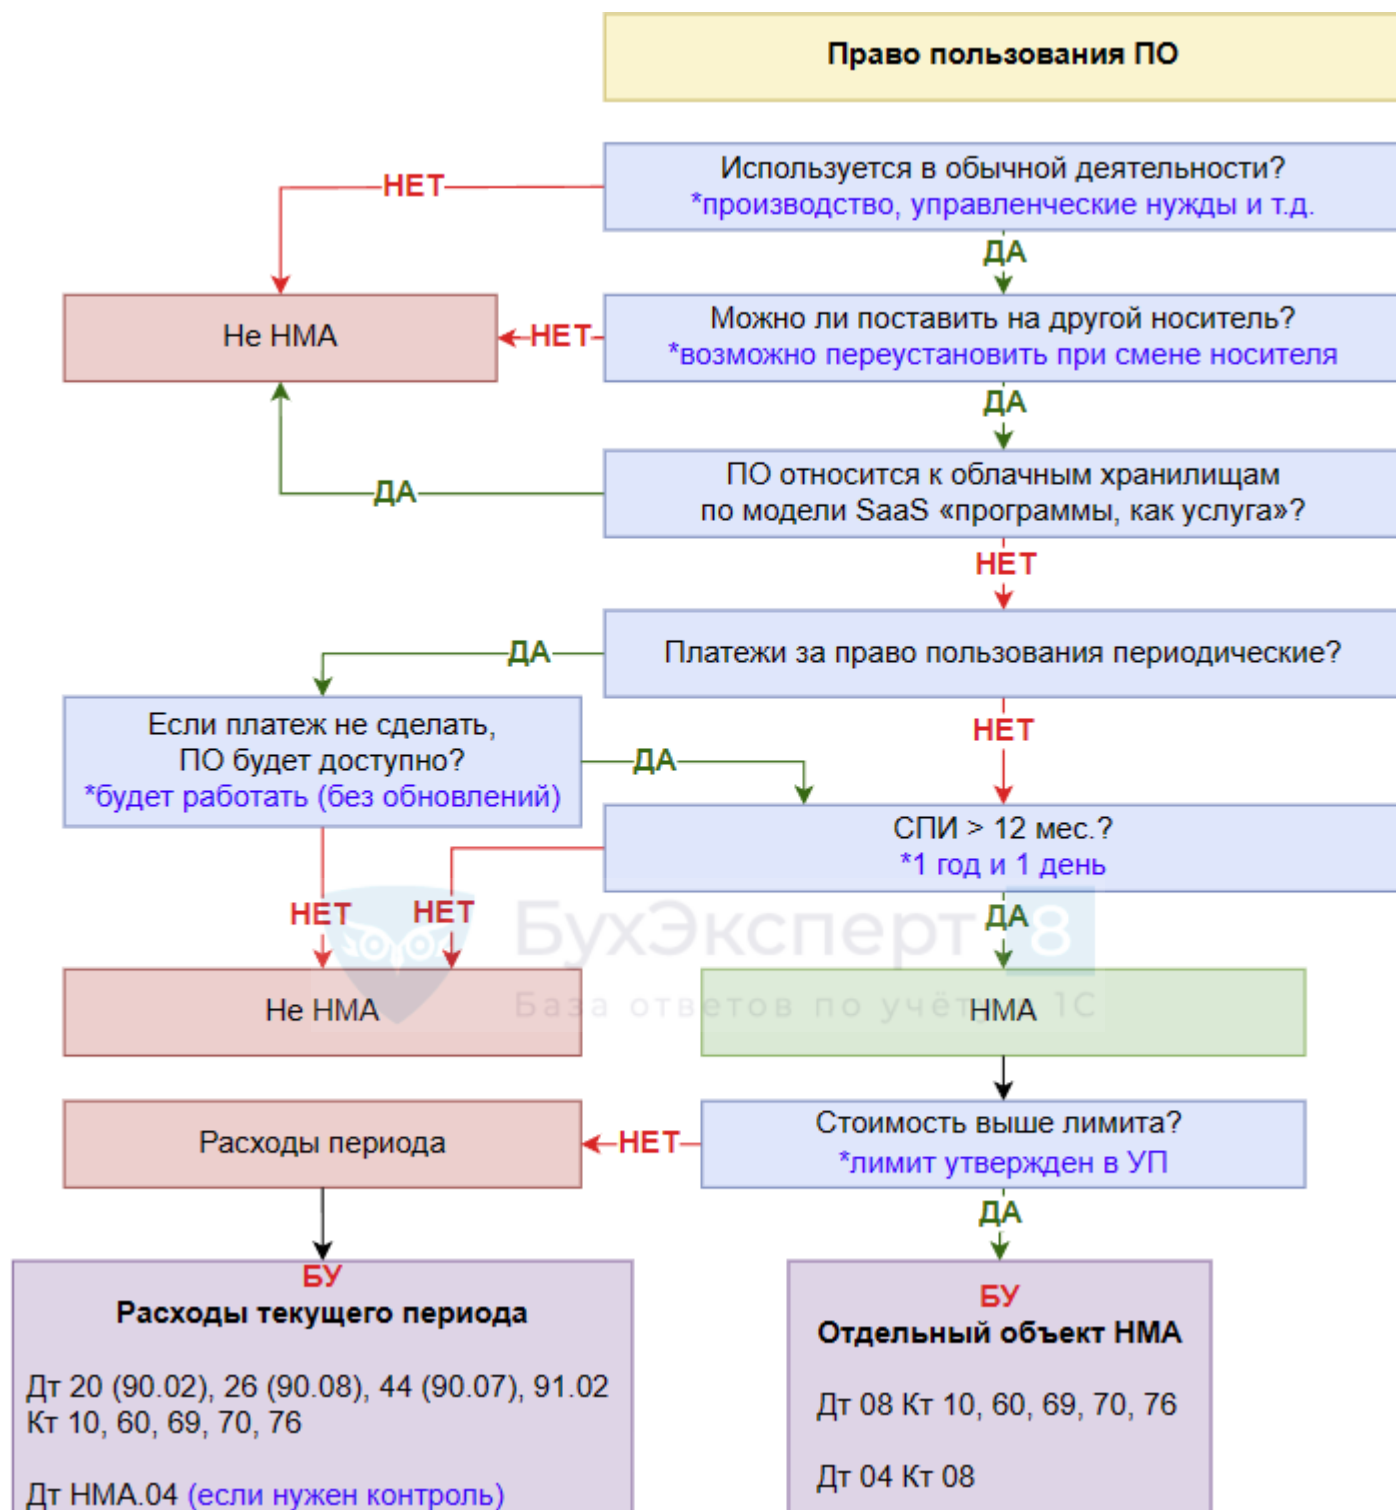 Право пользования ПО
Используется в обычной деятельности?
*производство, управленческие нужды и т.д.
НЕТ
ДА
Не НМА
НЕТ
Можно ли поставить на другой носитель?
*возможно переустановить при смене носителя
ДА
ПО относится к облачным хранилищам
по модели SaaS «программы, как услуга»?
ДА
НЕТ
Платежи за право пользования периодические?
ДА
НЕТ
Если платеж не сделать,
ПО будет доступно?
*будет работать (без обновлений)
ДА
СПИ > 12 мес.?
*1 год и 1 день
НЕТ
НЕТ
ДА
БухЭксперт 8
База ответов по учёту в 1С
Не НМА
НМА
Расходы периода
НЕТ
Стоимость выше лимита?
*лимит утвержден в УП
ДА
БУ
Расходы текущего периода
Дт 20 (90.02), 26 (90.08), 44 (90.07), 91.02
Кт 10, 60, 69, 70, 76
Дт НМА.04 (если нужен контроль)
БУ
Отдельный объект НМА
Дт 08 Кт 10, 60, 69, 70, 76
Дт 04 Кт 08